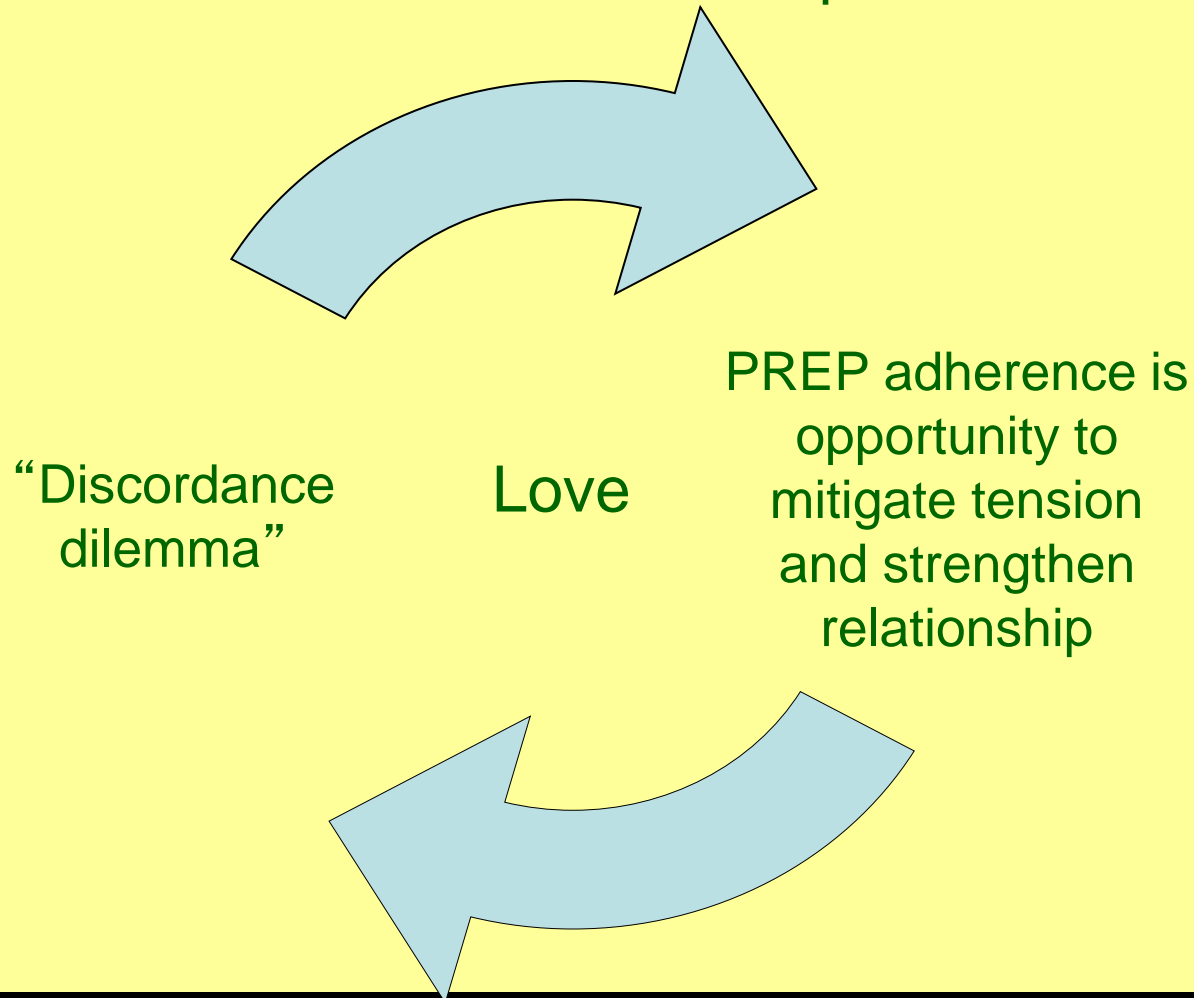 “Discordance
dilemma”
Love
PREP adherence is
opportunity to
mitigate tension
and strengthen
relationship